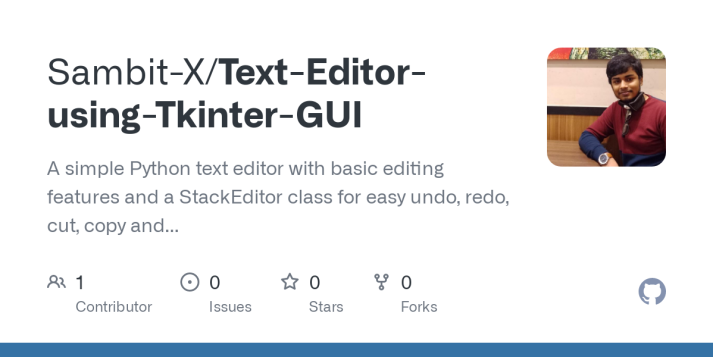 Sambit-X/Text-Editor-
using-Tkinter-GUI
A simple Python text editor with basic editing
features and a StackEditor class for easy undo, redo,
cut, copy and...
1 0 0 0
Contributor Issues Stars Forks